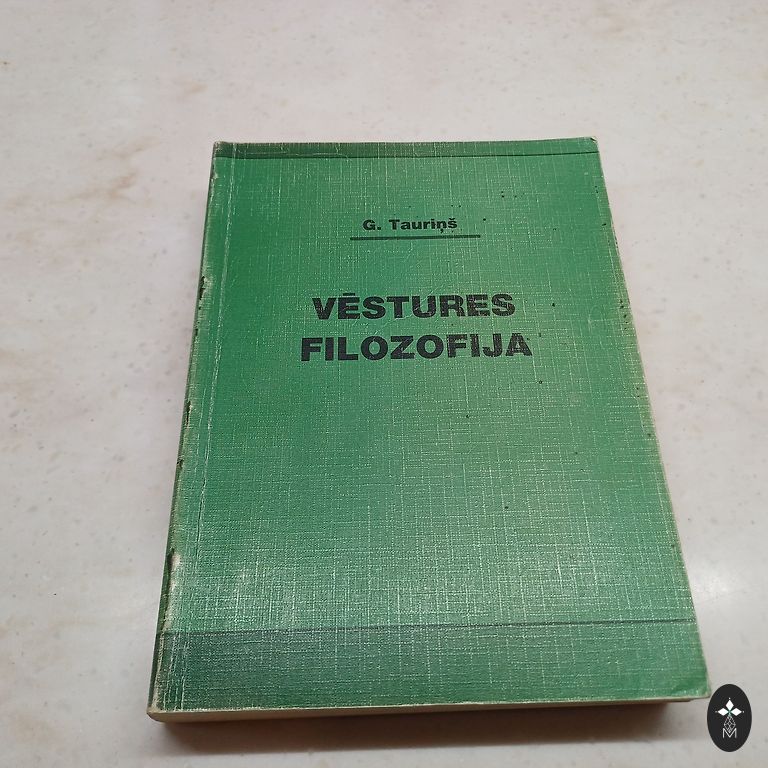 G. Tauriņš
VĒSTURES
FILOZOFIJA